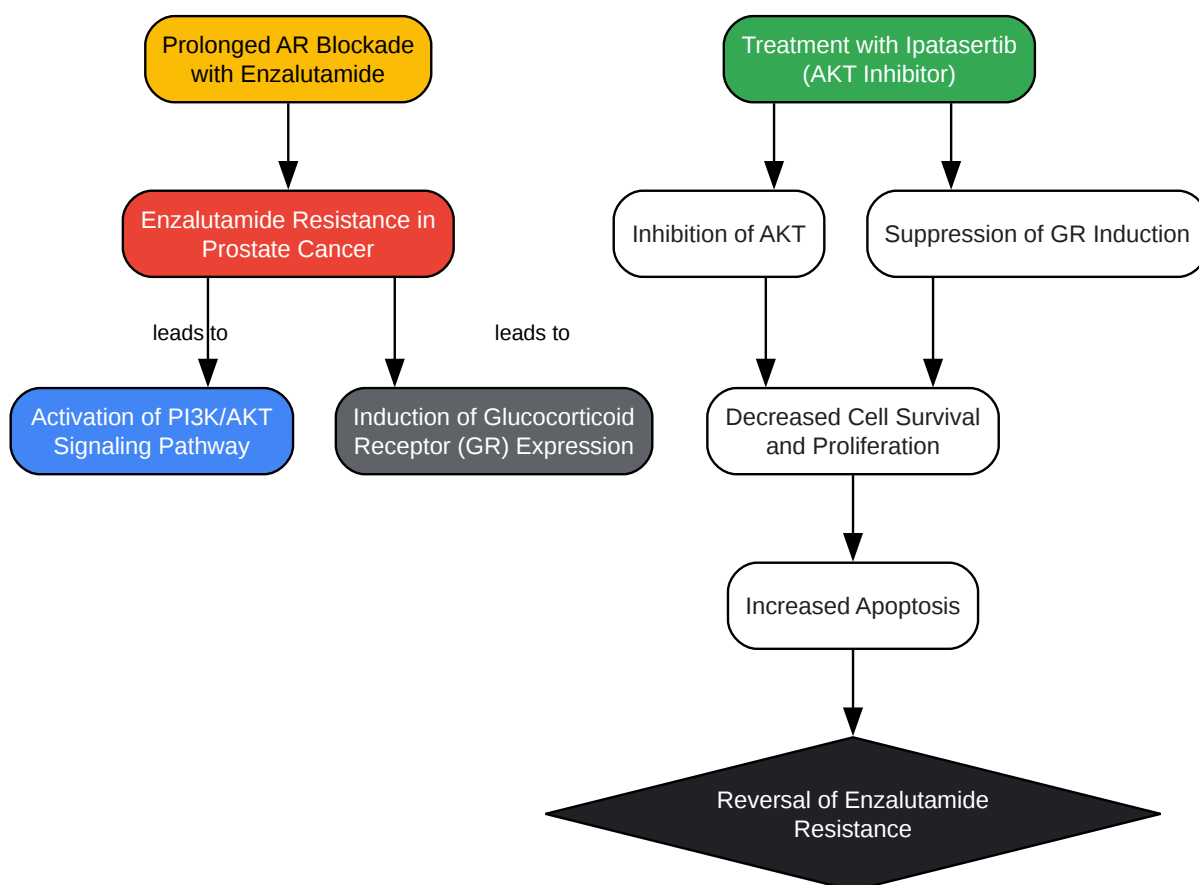 Prolonged AR Blockade
with Enzalutamide
Treatment with Ipatasertib
(AKT Inhibitor)
Enzalutamide Resistance in
Prostate Cancer
Inhibition of AKT
Suppression of GR Induction
leads to
leads to
Activation of PI3K/AKT
Signaling Pathway
Induction of Glucocorticoid
Receptor (GR) Expression
Decreased Cell Survival
and Proliferation
Increased Apoptosis
Reversal of Enzalutamide
Resistance